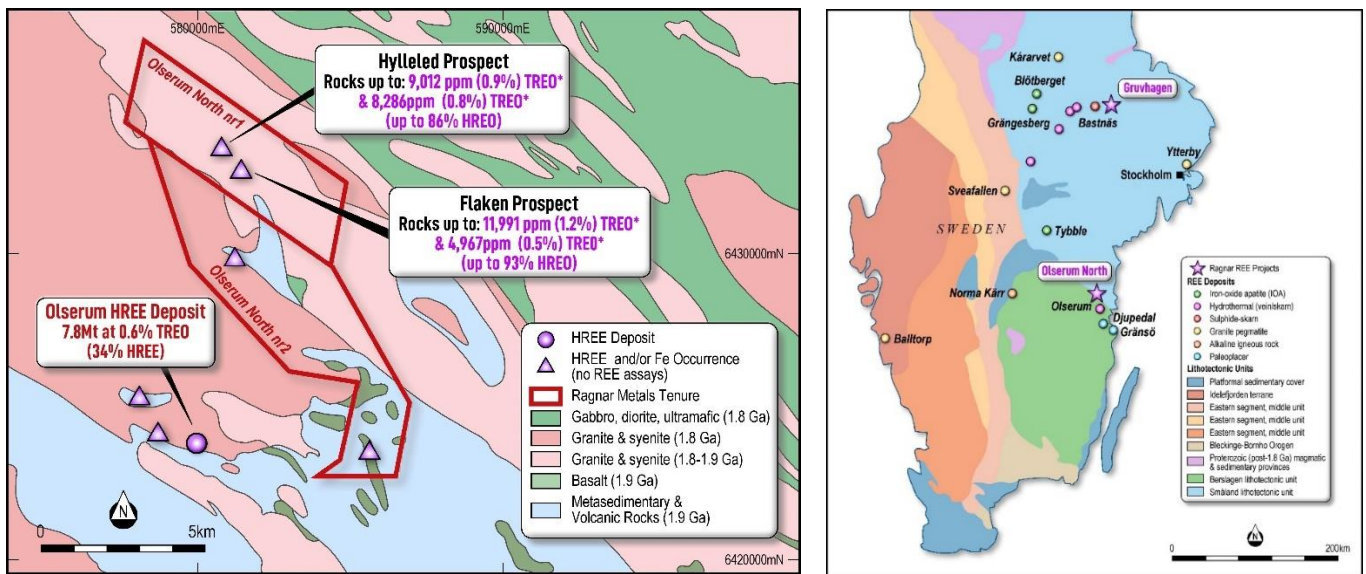 580000mE
590000mE
Hylleled Prospect
Rocks up to: 9,012 ppm (0.9%) TREO*
& 8,286ppm (0.8%) TREO*
(up to 86% HREO)
Olserum North nr1
Flaken Prospect
Rocks up to: 11,991 ppm (1.2%) TREO*
& 4,967ppm (0.5%) TREO*
(up to 93% HREO)
6430000mN
Olserum North nr2
Olserum HREE Deposit
7.8Mt at 0.6% TREO
(34% HREE)
HREE Deposit
HREE and/or Fe Occurrence
(no REE assays)
Ragnar Metals Tenure
Gabbro, diorite, ultramafic (1.8 Ga)
Granite & syenite (1.8 Ga)
Granite & syenite (1.8-1.9 Ga)
Basalt (1.9 Ga)
Metasedimentary &
Volcanic Rocks (1.9 Ga)
N
0 5km
6420000mN
Kårarvet
Blötberget
Gruvhagen
Grängesberg
Bastnäs
Ytterby
Stockholm
Sveafallen
SWEDEN
Tybble
Olserum North
Norma Kärr
Olserum
Djupedal
Gränsö
Balltorp
Ragnar REE Projects
REE Deposits
Iron-oxide apatite (IOA)
Hydrothermal (vein/skarn)
Sulphide-skarn
Granite pegmatite
Alkaline igneous rock
Paleoplacer
Lithotectonic Units
Platformal sedimentary cover
Idelefjorden terrane
Eastern segment, middle unit
Eastern segment, middle unit
Eastern segment, middle unit
Bleckinge-Bornho Orogen
Proterozoic (post-1.8 Ga) magmatic
& sedimentary provinces
Berslagen lithotectonic unit
Småland lithotectonic unit
N
0 200km